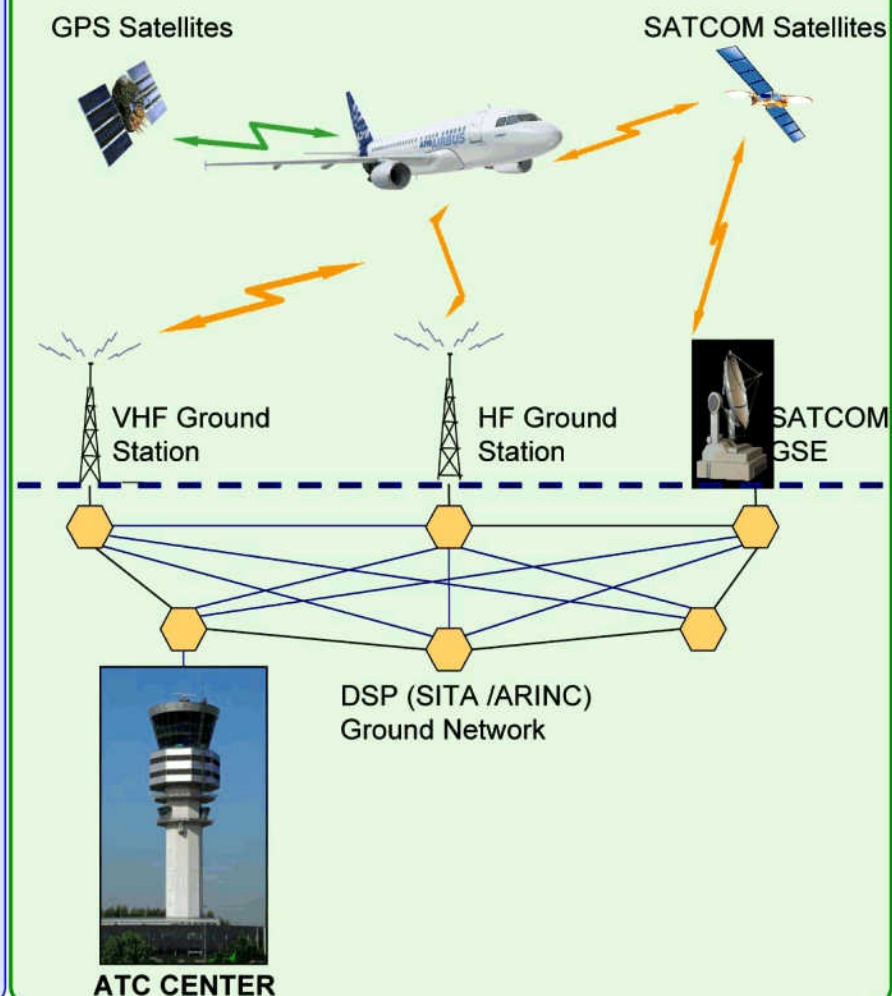 GPS Satellites
SATCOM Satellites
AIRBUS
VHF Ground
Station
HF Ground
Station
SATCOM
GSE
DSP (SITA /ARINC)
Ground Network
ATC CENTER